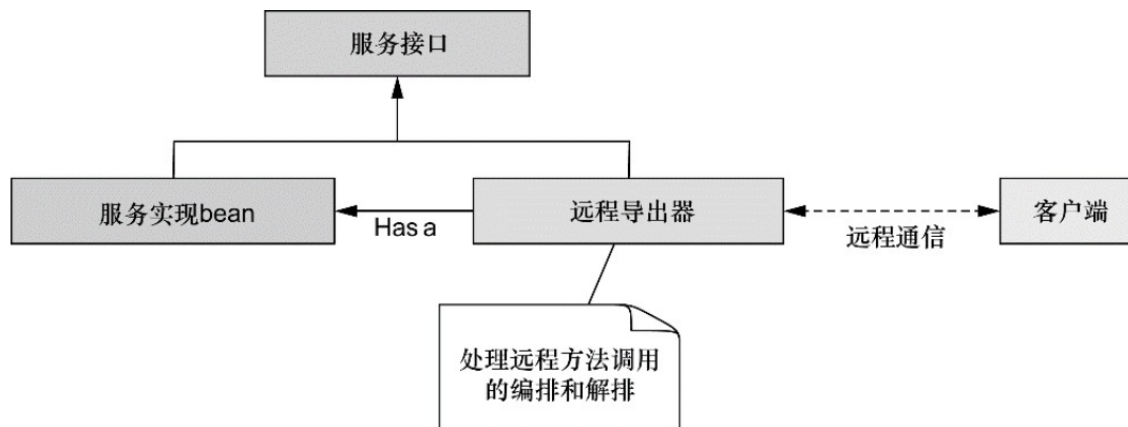 服务接口
服务实现bean
Has a
远程导出器
远程通信
客户端
处理远程方法调用
的编排和解排